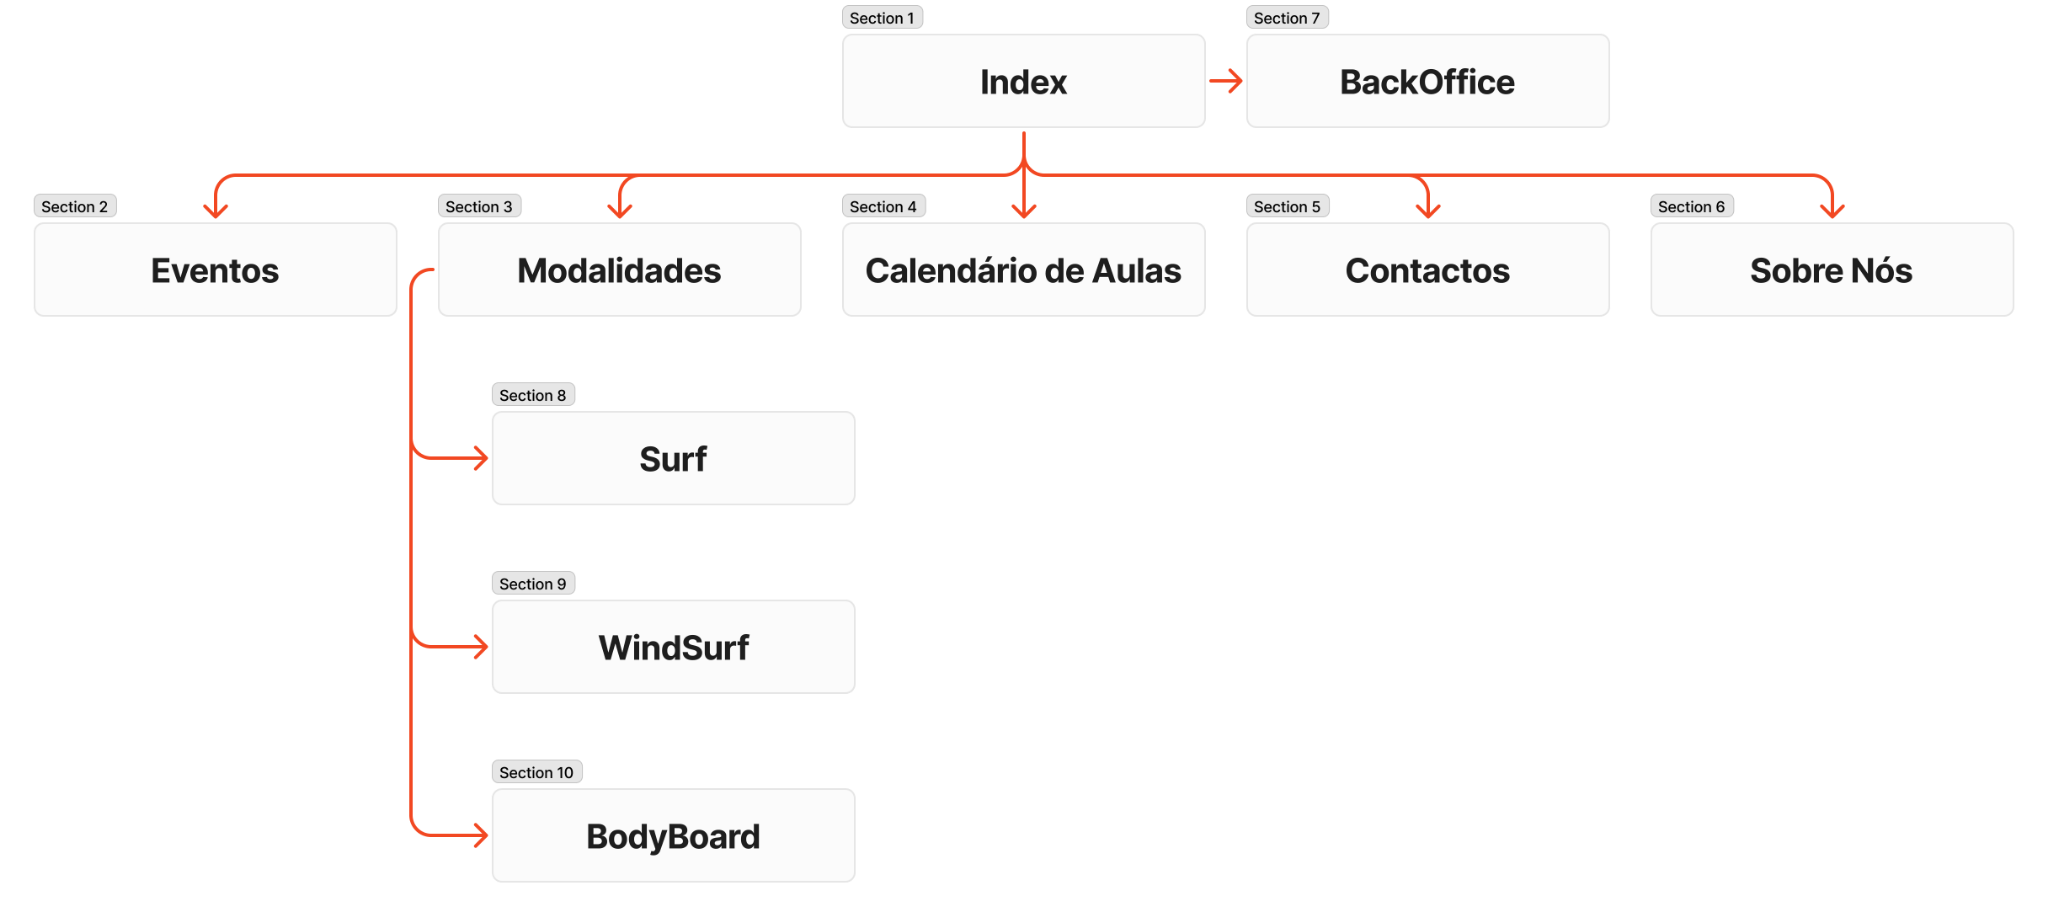 Section 1
Index
Section 7
BackOffice
Section 2
Eventos
Section 3
Modalidades
Section 4
Calendário de Aulas
Section 5
Contactos
Section 6
Sobre Nós
Section 8
Surf
Section 9
WindSurf
Section 10
BodyBoard